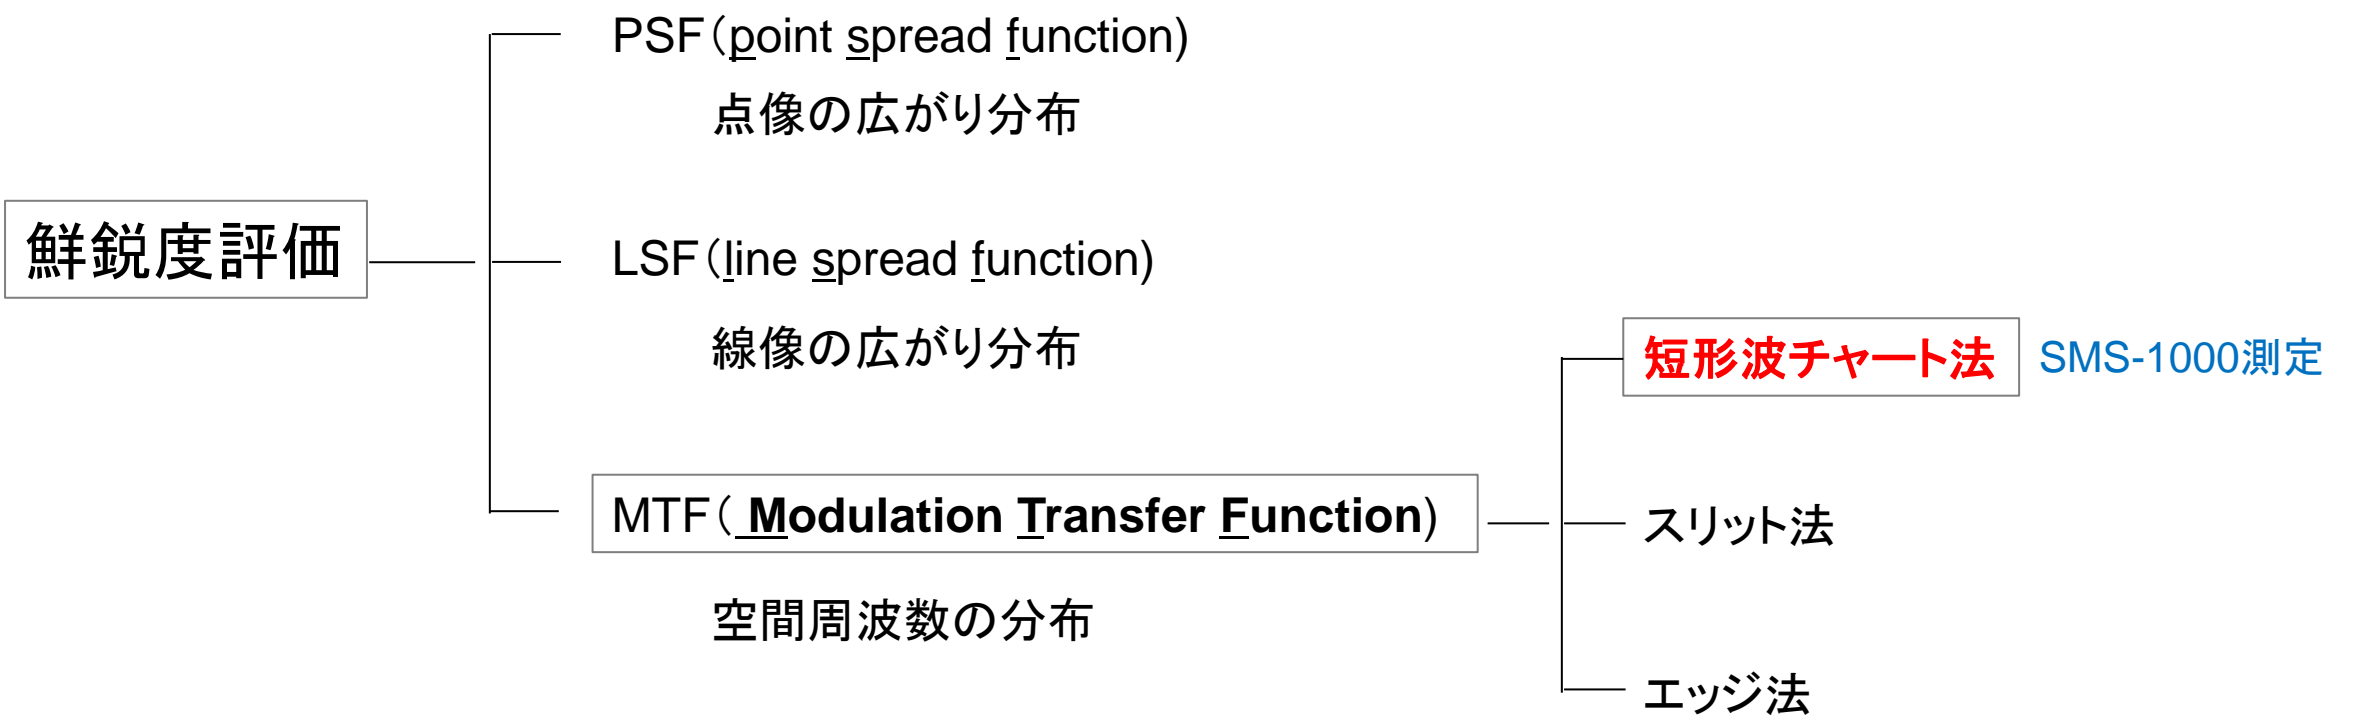 PSF（point spread function)
点像の広がり分布
鮮鋭度評価
LSF（line spread function)
線像の広がり分布
短形波チャート法 SMS-1000測定
MTF（ Modulation Transfer Function)
スリット法
空間周波数の分布
エッジ法